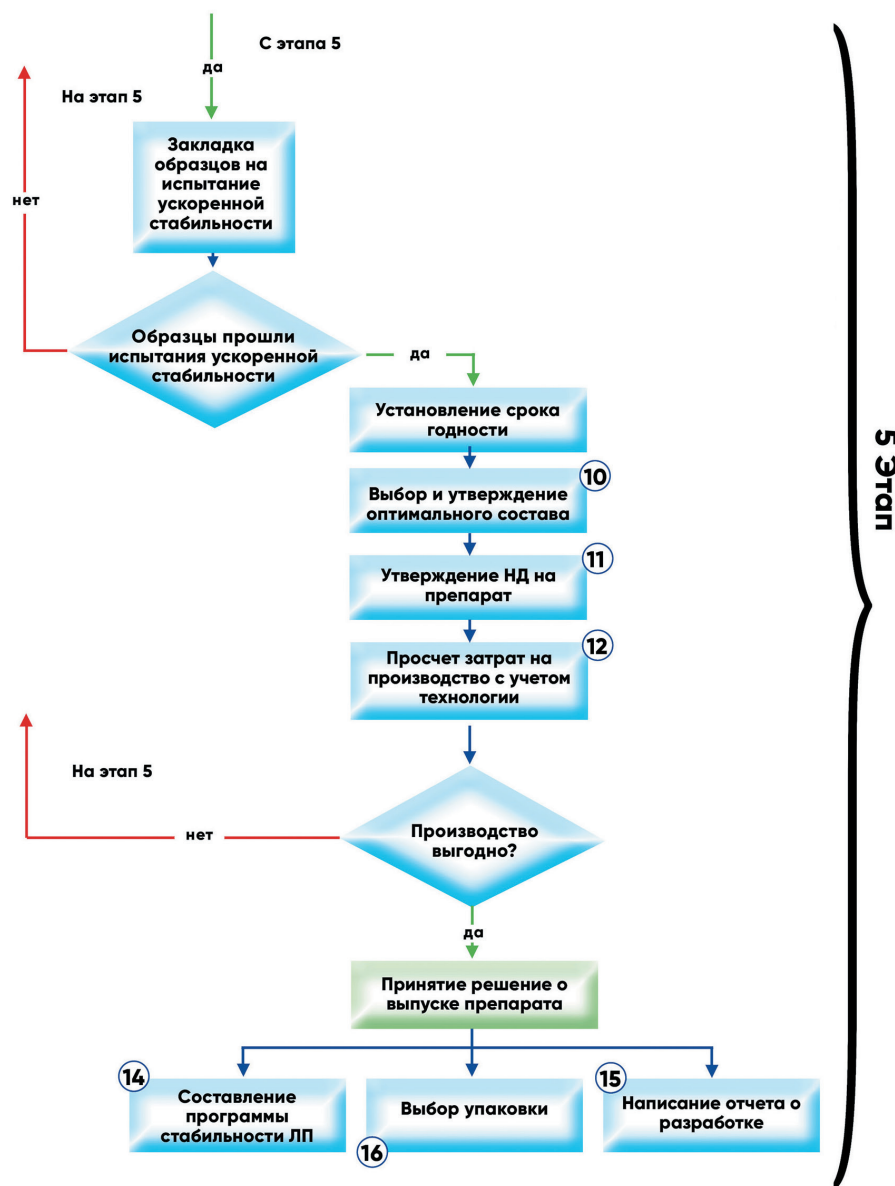 С этапа 5
да
На этап 5
Закладка
образцов на
испытание
ускоренной
стабильности
нет
Образцы прошли
испытания ускоренной
стабильности
да
Установление срока
годности
10
Выбор и утверждение
оптимального состава
11
Утверждение НД на
препарат
12
Просчет затрат на
производство с учетом
технологии
На этап 5
нет
Производство
выгодно?
да
Принятие решение о
выпуске препарата
14
Составление
программы
стабильности ЛП
Выбор упаковки
16
15
Написание отчета о
разработке
5 Этап